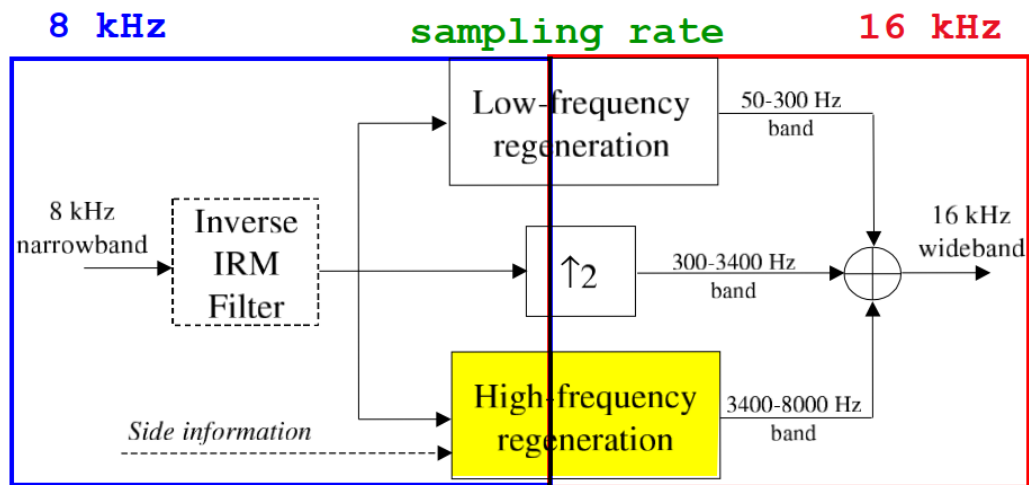 8 kHz
sampling rate
16 kHz
Low-frequency
regeneration
50-300 Hz
band
8 kHz
narrowband
Inverse
IRM
Filter
↑2
300-3400 Hz
band
16 kHz
wideband
High-frequency
regeneration
3400-8000 Hz
band
Side information